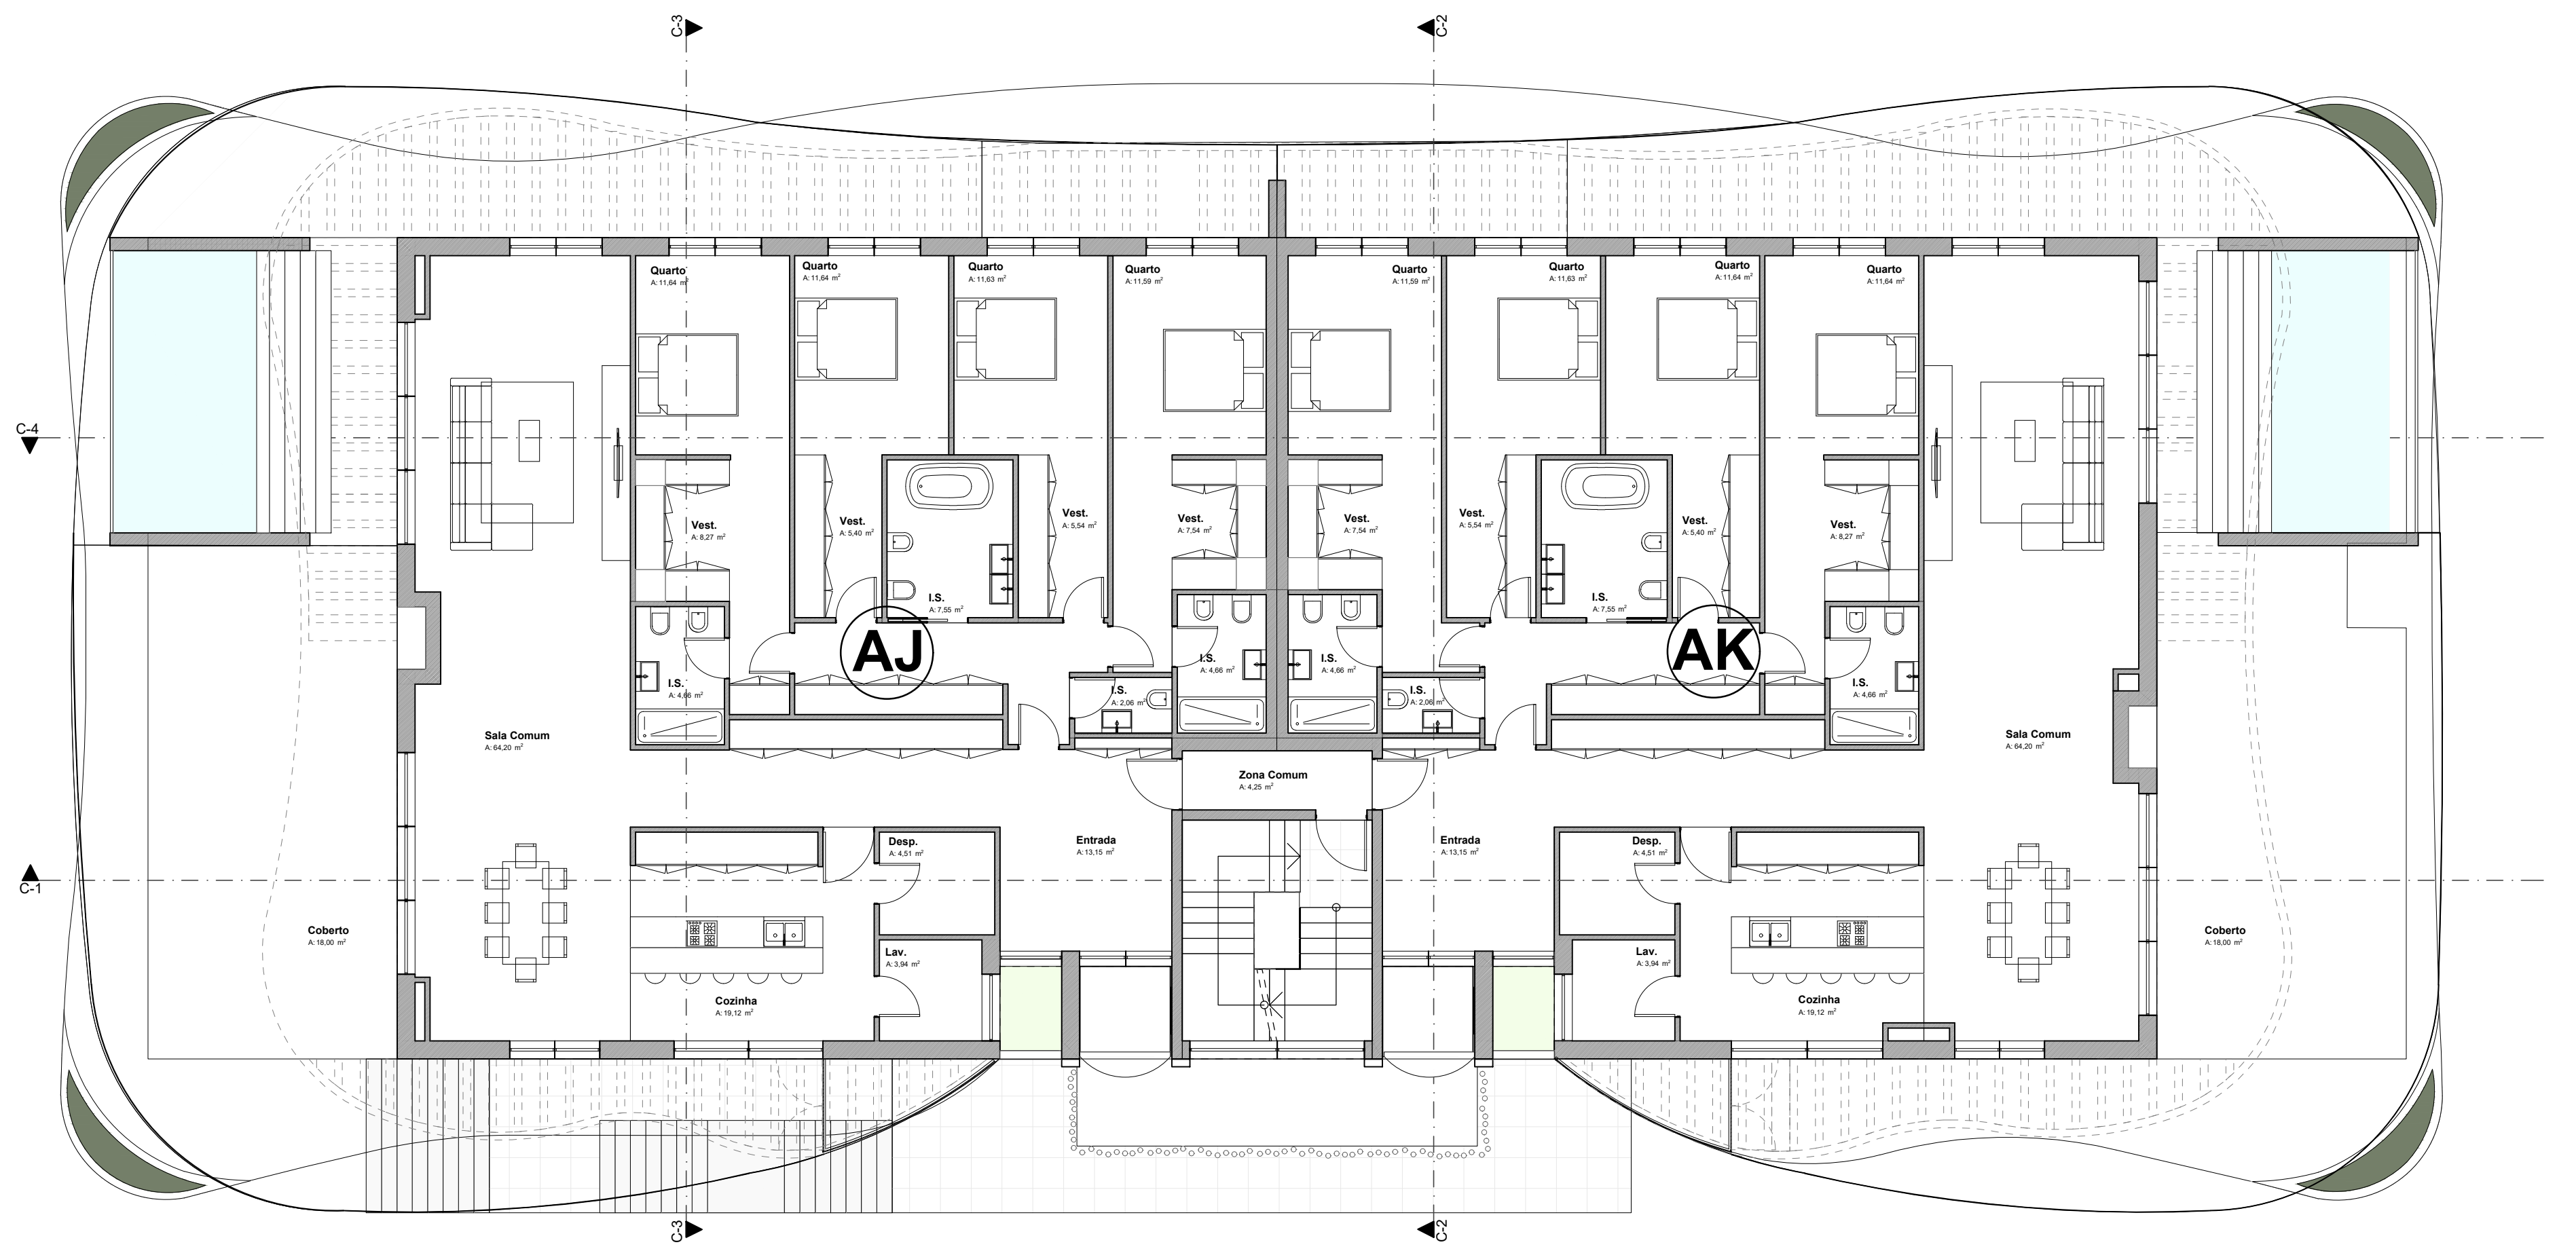 C-3
C-2
Quarto
A: 11,64 m²
Quarto
A: 11,64 m²
Quarto
A: 11,63 m²
Quarto
A: 11,59 m²
Quarto
A: 11,59 m²
Quarto
A: 11,63 m²
Quarto
A: 11,64 m²
Quarto
A: 11,64 m²
C-4
Vest.
A: 8,27 m²
Vest.
A: 5,40 m²
Vest.
A: 5,54 m²
Vest.
A: 7,54 m²
Vest.
A: 7,54 m²
Vest.
A: 5,54 m²
Vest.
A: 5,40 m²
Vest.
A: 8,27 m²
I.S.
A: 7,55 m²
I.S.
A: 7,55 m²
AJ
AK
I.S.
A: 4,66 m²
I.S.
A: 2,06 m²
I.S.
A: 4,66 m²
I.S.
A: 4,66 m²
I.S.
A: 2,06 m²
I.S.
A: 4,66 m²
Sala Comum
A: 64,20 m²
Sala Comum
A: 64,20 m²
Zona Comum
A: 4,25 m²
Desp.
A: 4,51 m²
Entrada
A: 13,15 m²
Entrada
A: 13,15 m²
Desp.
A: 4,51 m²
C-1
Coberto
A: 18,00 m²
Coberto
A: 18,00 m²
Lav.
A: 3,94 m²
Lav.
A: 3,94 m²
Cozinha
A: 19,12 m²
Cozinha
A: 19,12 m²
C-3
C-2